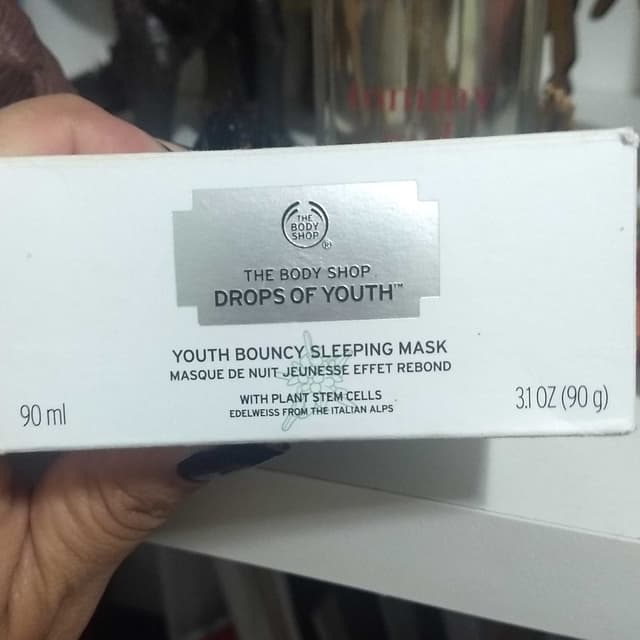 THE
BODY
SHOP
®
THE BODY SHOP
DROPS OF YOUTH™
YOUTH BOUNCY SLEEPING MASK
MASQUE DE NUIT JEUNESSE EFFET REBOND
WITH PLANT STEM CELLS
EDELWEISS FROM THE ITALIAN ALPS
90 ml
3.1 OZ (90 g)